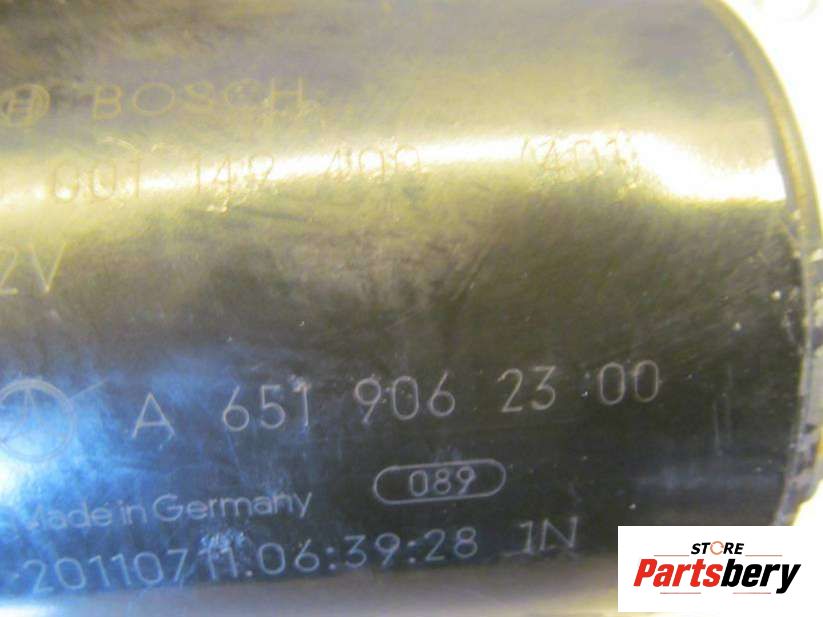 BOSCH
001 149 400 (401)
2V
A 651 906 23 00
Made in Germany 089
20110711:06:39:28 1N
STORE
Partsbery